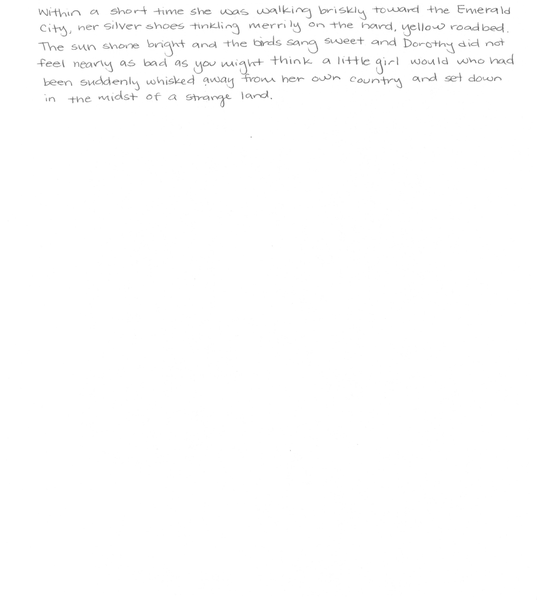 Within a short time she was walking briskly toward the Emerald
City, her silver shoes tinkling merrily on the hard, yellow roadbed.
The sun shone bright and the birds sang sweet and Dorothy did not
feel nearly as bad as you might think a little girl would who had
been suddenly whisked away from her own country and set down
in the midst of a strange land.